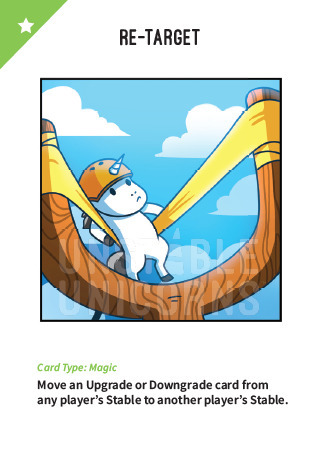 RE-TARGET
UNSTABLE
UNICORNS
Card Type: Magic
Move an Upgrade or Downgrade card from
any player's Stable to another player's Stable.